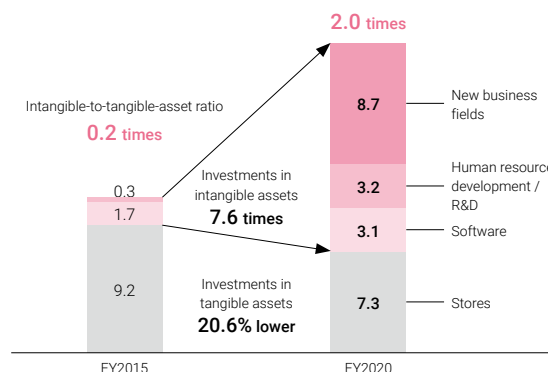 2.0 times
Intangible-to-tangible-asset ratio
0.2 times
8.7
New business
fields
Human resource
development /
R&D
3.2
Investments in
intangible assets
7.6 times
0.3
1.7
3.1
Software
9.2
Investments in
tangible assets
20.6% lower
7.3
Stores
FY2015
FY2020